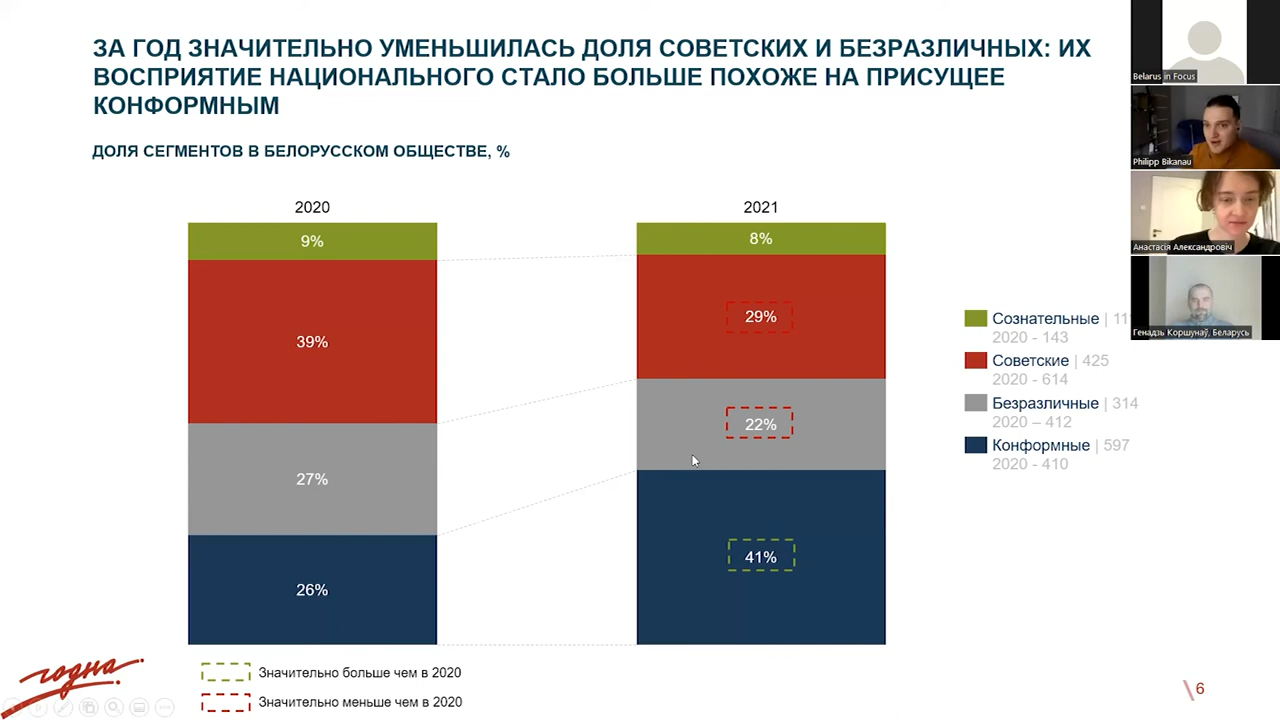 ЗА ГОД ЗНАЧИТЕЛЬНО УМЕНЬШИЛАСЬ ДОЛЯ СОВЕТСКИХ И БЕЗРАЗЛИЧНЫХ: ИХ
ВОСПРИЯТИЕ НАЦИОНАЛЬНОГО СТАЛО БОЛЬШЕ ПОХОЖЕ НА ПРИСУЩЕЕ
КОНФОРМНЫМ
ДОЛЯ СЕГМЕНТОВ В БЕЛОРУССКОМ ОБЩЕСТВЕ, %
2020
9%
39%
27%
26%
2021
8%
29%
22%
41%
Сознательные |
2020 - 143
Советские | 425
2020 - 614
Безразличные | 314
2020 – 412
Конформные | 597
2020 - 410
Значительно больше чем в 2020
Значительно меньше чем в 2020
годна
6
Belarus in Focus
Philipp Bikanau
Анастасія Александровіч
Генадзь Коршунаў, Беларусь